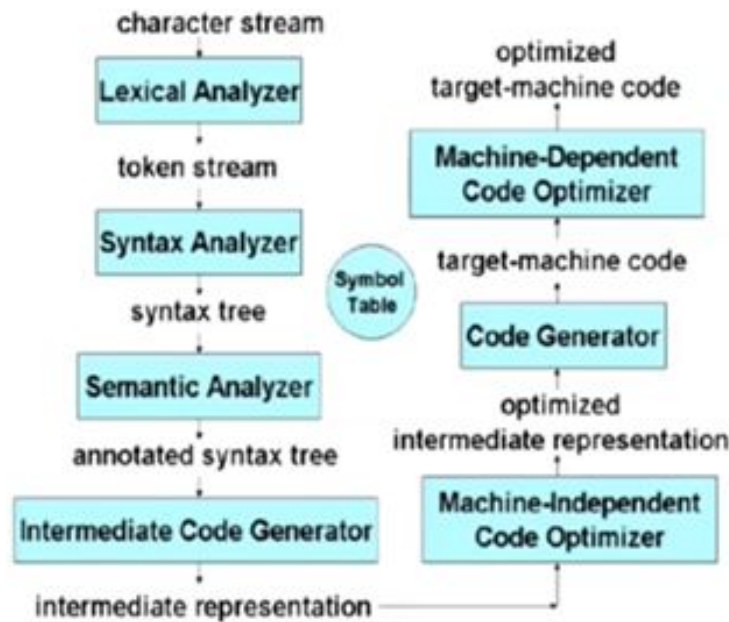 character stream
Lexical Analyzer
token stream
Syntax Analyzer
syntax tree
Semantic Analyzer
annotated syntax tree
Intermediate Code Generator
intermediate representation
Symbol
Table
optimized
target-machine code
Machine-Dependent
Code Optimizer
target-machine code
Code Generator
optimized
intermediate representation
Machine-Independent
Code Optimizer